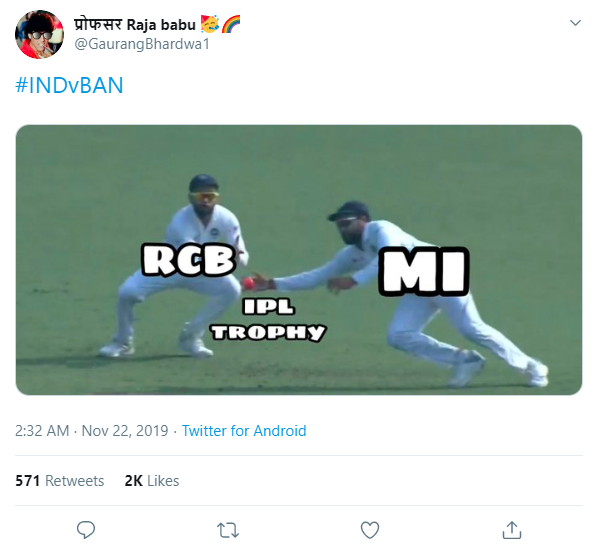 प्रोफसर Raja babu 🥳🌈
@GaurangBhardwa1
#INDvBAN
RCB
MI
IPL
TROPHY
2:32 AM · Nov 22, 2019 · Twitter for Android
571 Retweets 2K Likes